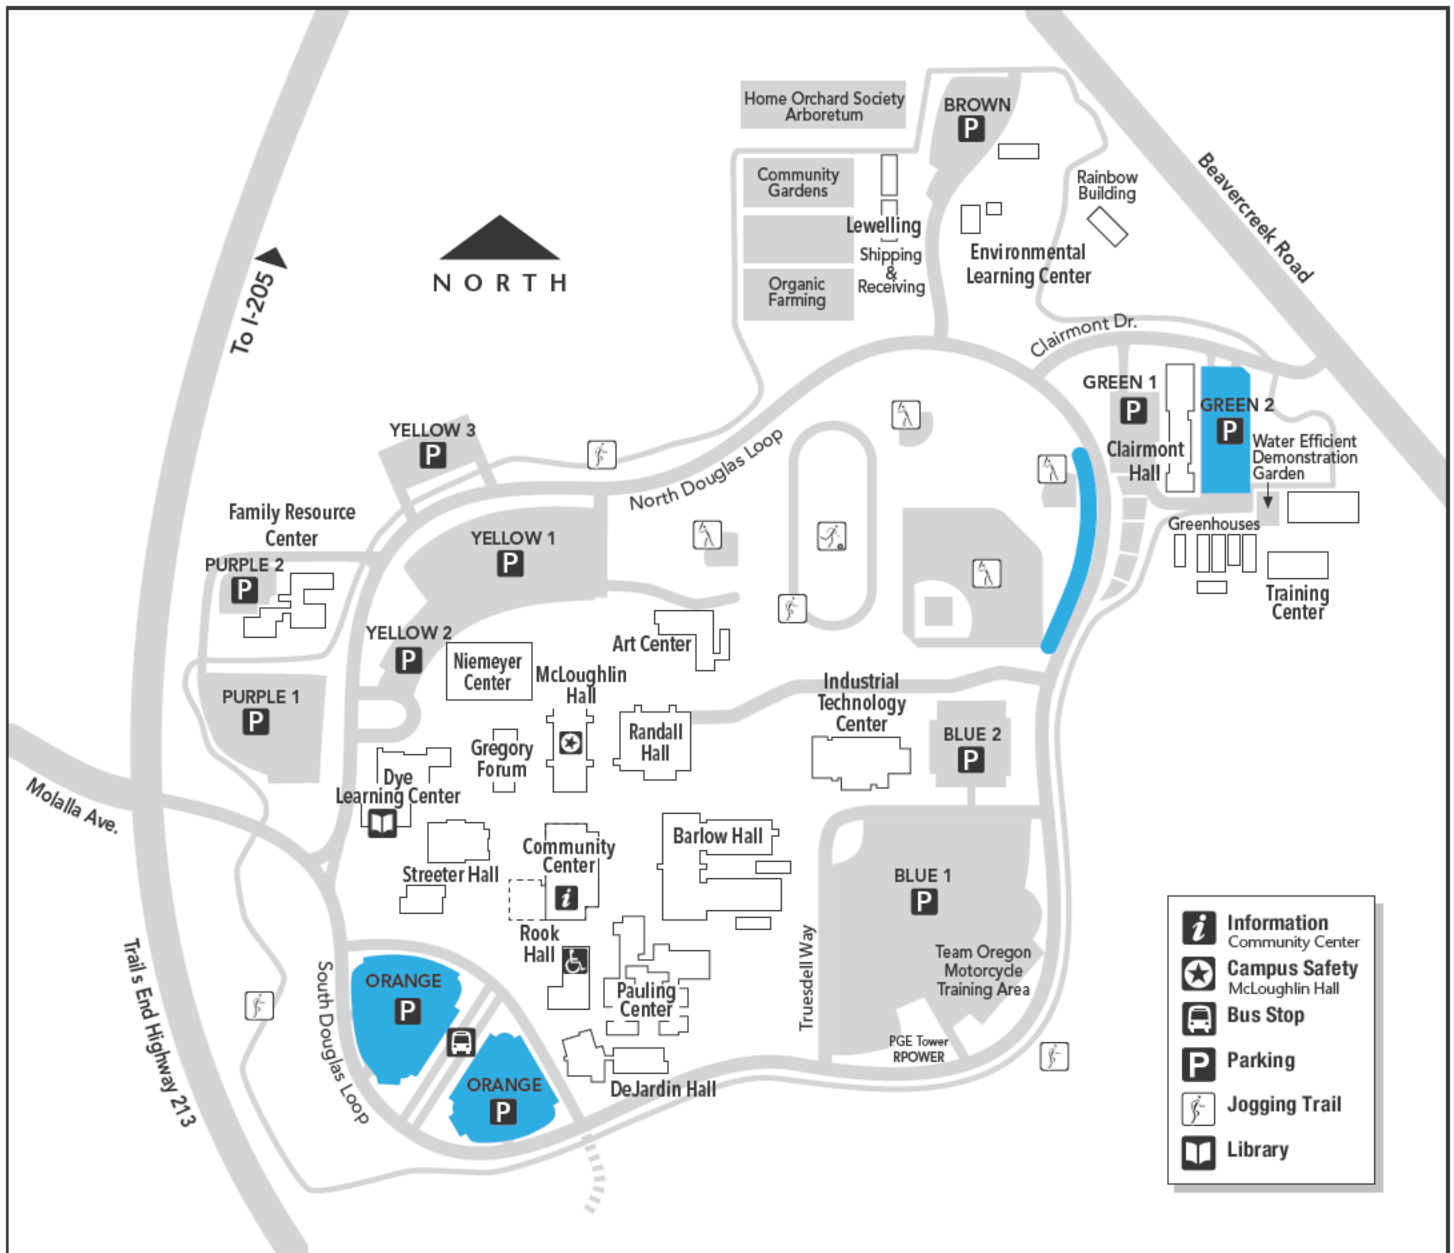 Home Orchard Society
Arboretum
BROWN
P
Community
Gardens
Rainbow
Building
Beavercreek Road
Lewelling
Shipping
&
Receiving
Environmental
Learning Center
Organic
Farming
NORTH
To I-205
Clairmont Dr.
GREEN 1
P
GREEN 2
P
Clairmont
Hall
Water Efficient
Demonstration
Garden
Greenhouses
Training
Center
YELLOW 3
P
North Douglas Loop
Family Resource
Center
PURPLE 2
P
YELLOW 1
P
YELLOW 2
P
Niemeyer
Center
Art Center
McLoughlin
Hall
PURPLE 1
P
Gregory
Forum
Randall
Hall
Industrial
Technology
Center
BLUE 2
P
Molalla Ave.
Dye
Learning Center
Streeter Hall
Community
Center
i
Barlow Hall
BLUE 1
P
Rook
Hall
Pauling
Center
Truesdell Way
Team Oregon
Motorcycle
Training Area
PGE Tower
RPOWER
Trail s End Highway 213
South Douglas Loop
ORANGE
P
ORANGE
P
DeJardin Hall
i Information
Community Center
Campus Safety
McLoughlin Hall
Bus Stop
P Parking
Jogging Trail
Library